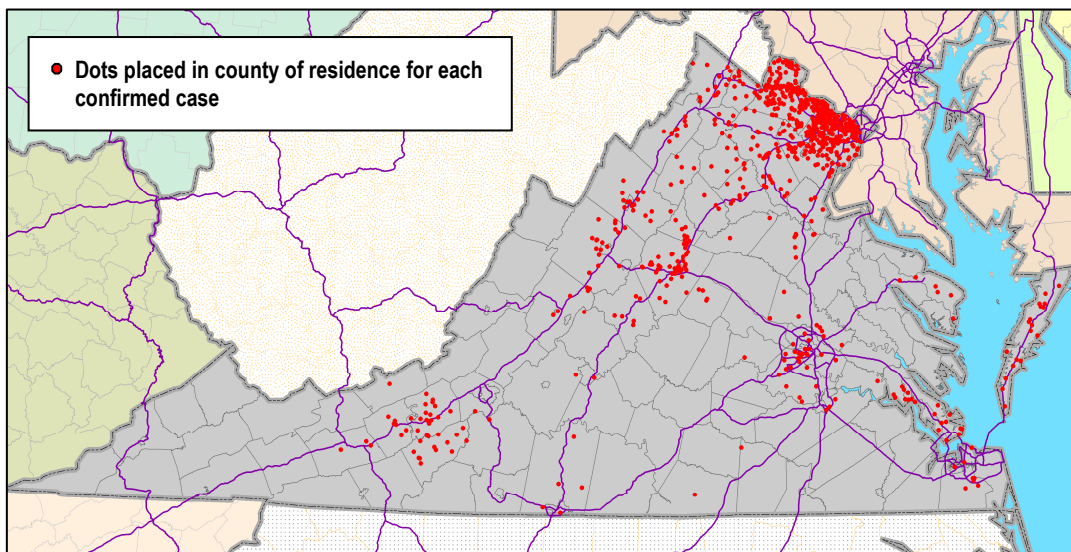 Dots placed in county of residence for each
confirmed case